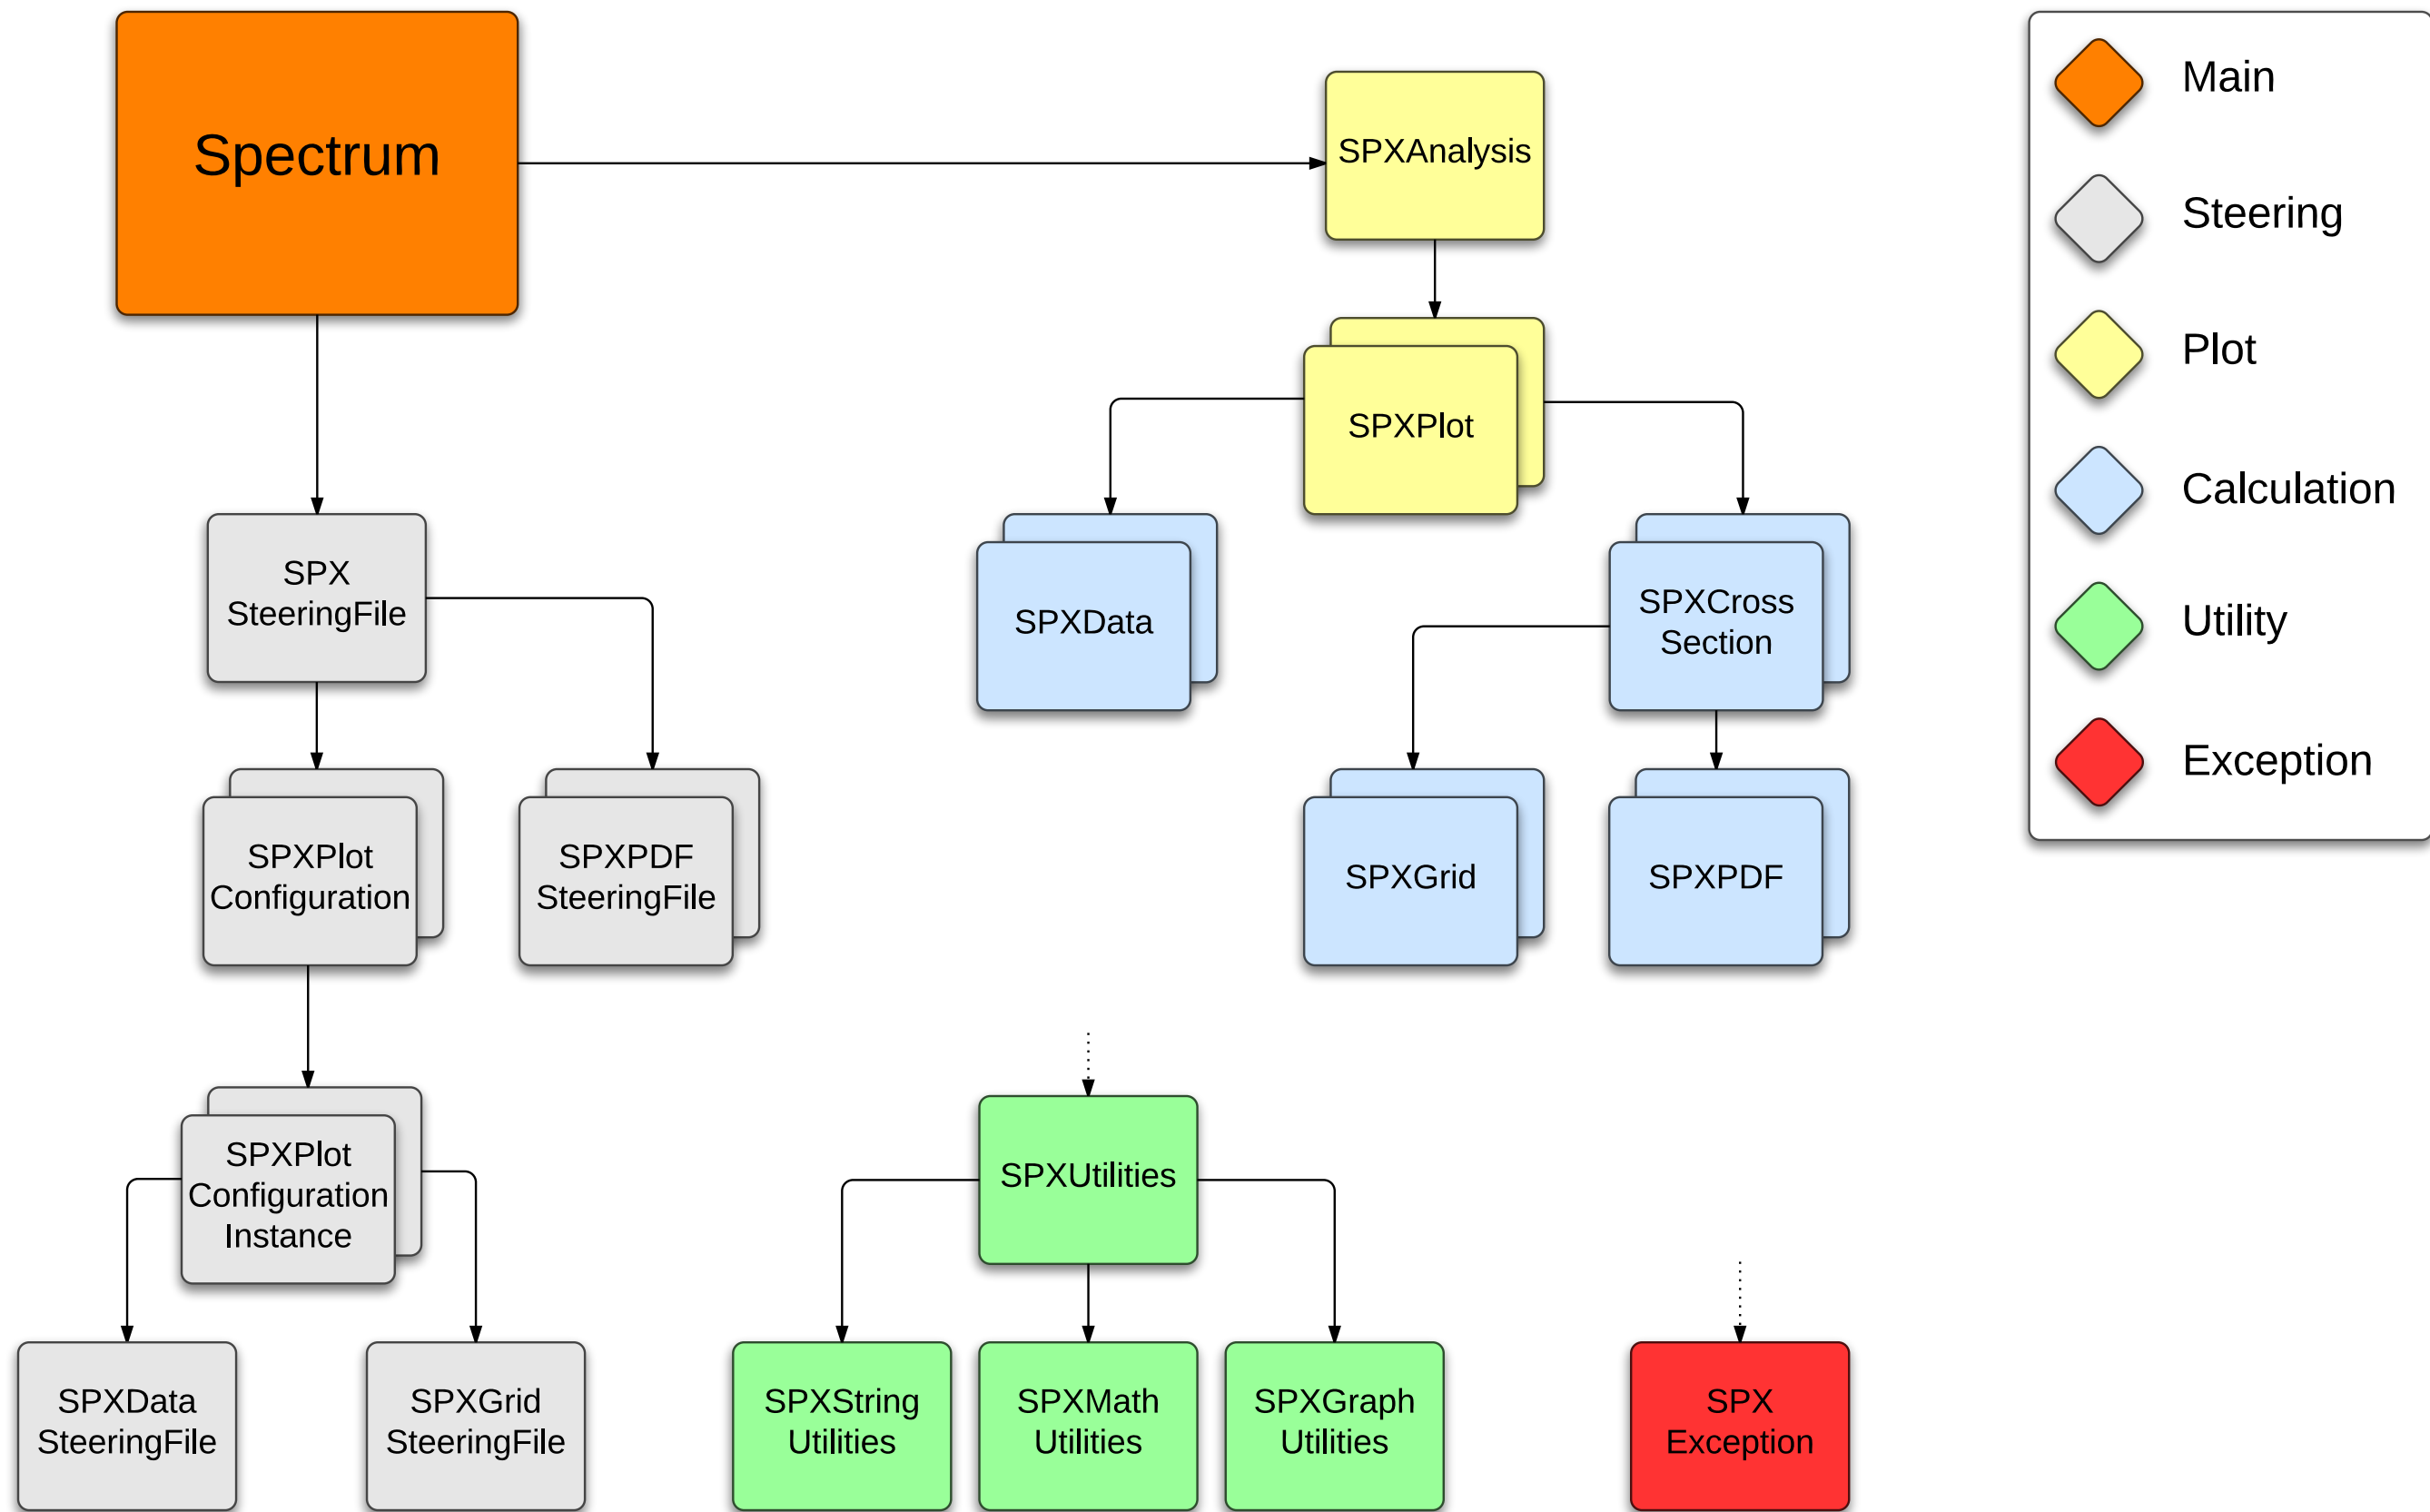 Spectrum
SPXAnalysis
SPXPlot
SPX
SteeringFile
SPXData
SPXCross
Section
SPXPlot
Configuration
SPXPDF
SteeringFile
SPXGrid
SPXPDF
SPXPlot
Configuration
Instance
SPXUtilities
SPXData
SteeringFile
SPXGrid
SteeringFile
SPXString
Utilities
SPXMath
Utilities
SPXGraph
Utilities
SPX
Exception
Main
Steering
Plot
Calculation
Utility
Exception